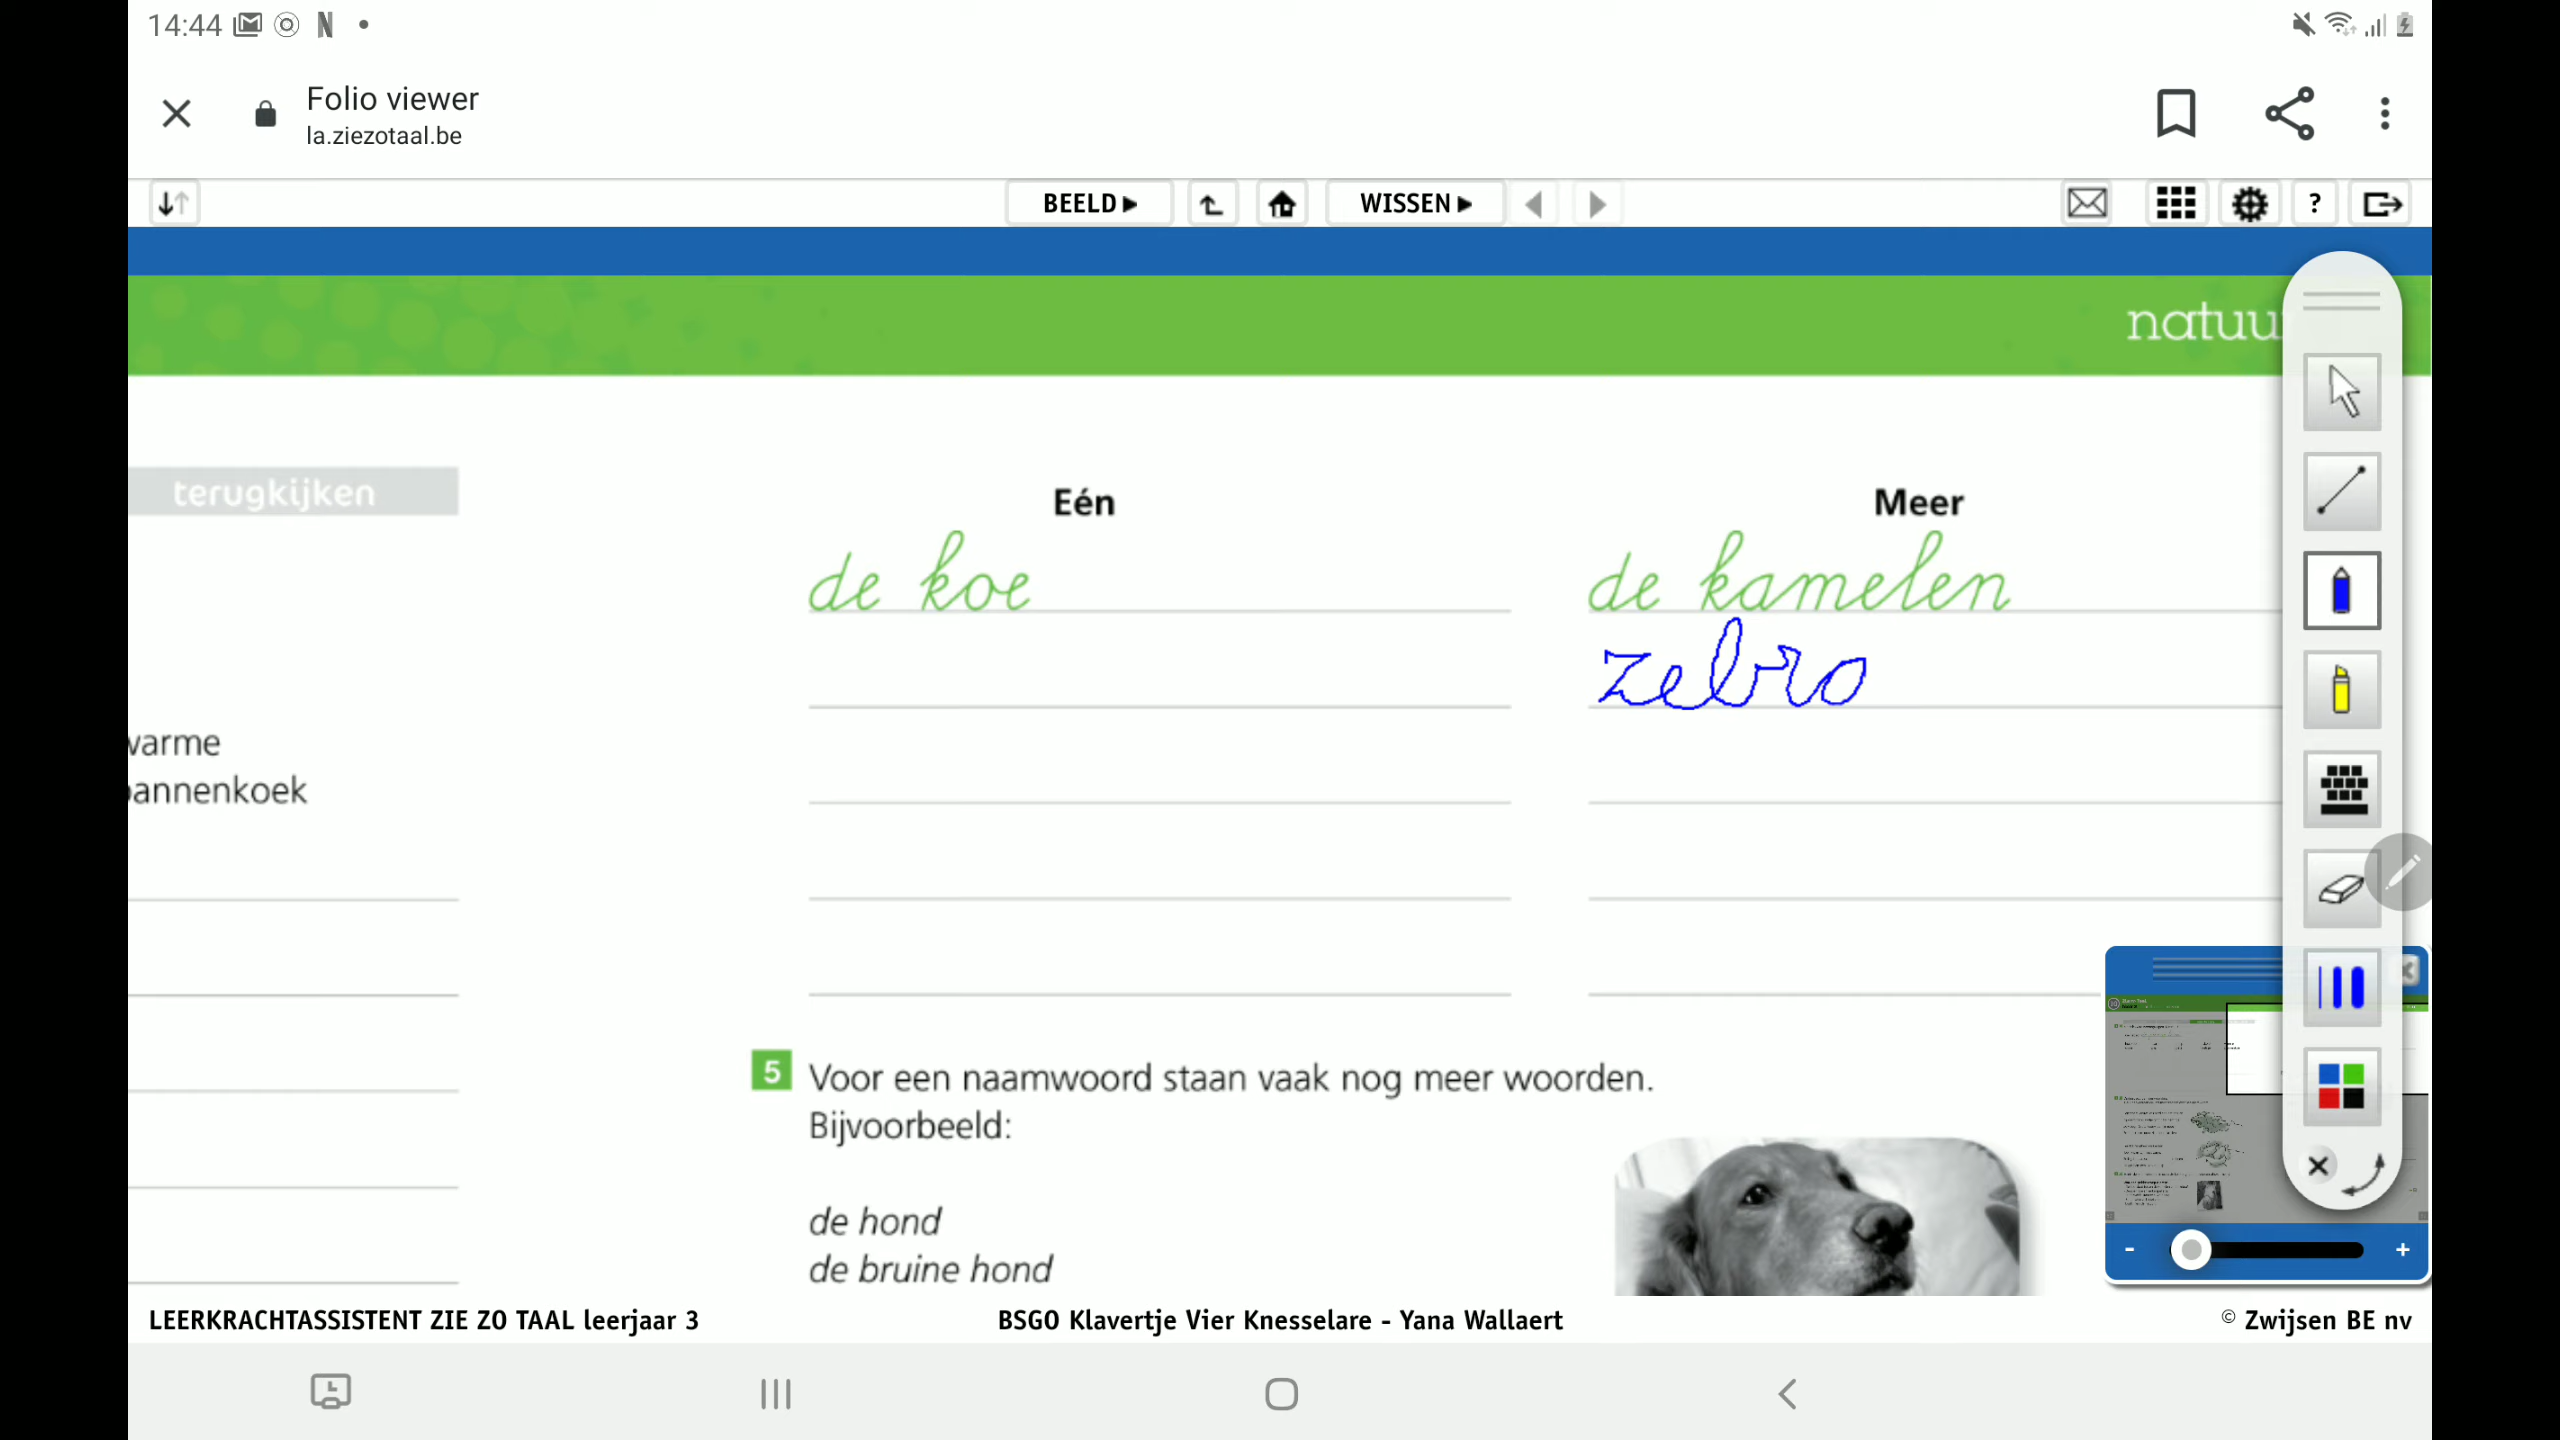 14:44
Folio viewer
la.ziezotaal.be
BEELD
WISSEN
?
natuu
terugkijken
Eén
Meer
de koe
de kamelen
zebra
varme
pannenkoek
5 Voor een naamwoord staan vaak nog meer woorden.
Bijvoorbeeld:
de hond
de bruine hond
- +
LEERKRACHTASSISTENT ZIE ZO TAAL leerjaar 3
BSGO Klavertje Vier Knesselare - Yana Wallaert
© Zwijsen BE nv